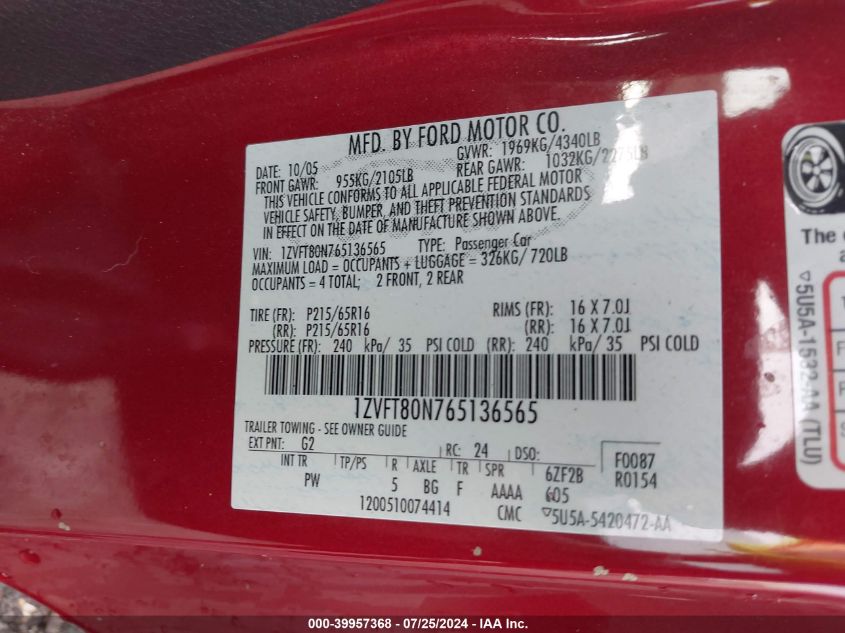 MFD. BY FORD MOTOR CO.
DATE: 10/05 GVWR: 1969KG/4340LB
FRONT GAWR: 955KG/2105LB REAR GAWR: 1032KG/2275LB
THIS VEHICLE CONFORMS TO ALL APPLICABLE FEDERAL MOTOR
VEHICLE SAFETY, BUMPER, AND THEFT PREVENTION STANDARDS
IN EFFECT ON THE DATE OF MANUFACTURE SHOWN ABOVE.
VIN: 1ZVFT80N765136565 TYPE: Passenger Car
MAXIMUM LOAD = OCCUPANTS + LUGGAGE = 326KG/ 720LB
OCCUPANTS = 4 TOTAL; 2 FRONT, 2 REAR
TIRE (FR): P215/65R16 RIMS (FR): 16 X 7.0J
(RR): P215/65R16 (RR): 16 X 7.0J
PRESSURE (FR): 240 kPa/ 35 PSI COLD (RR): 240 kPa/ 35 PSI COLD
1ZVFT80N765136565
TRAILER TOWING - SEE OWNER GUIDE
EXT PNT: G2 RC: 24 DSO: F0087
INT TR TP/PS R AXLE TR SPR 6ZF2B R0154
PW 5 BG F AAAA 605
1200510074414 CMC ▽5U5A-5420472-AA
The
▽5U5A-1532-AA (TLU)
000-39957368 - 07/25/2024 - IAA Inc.